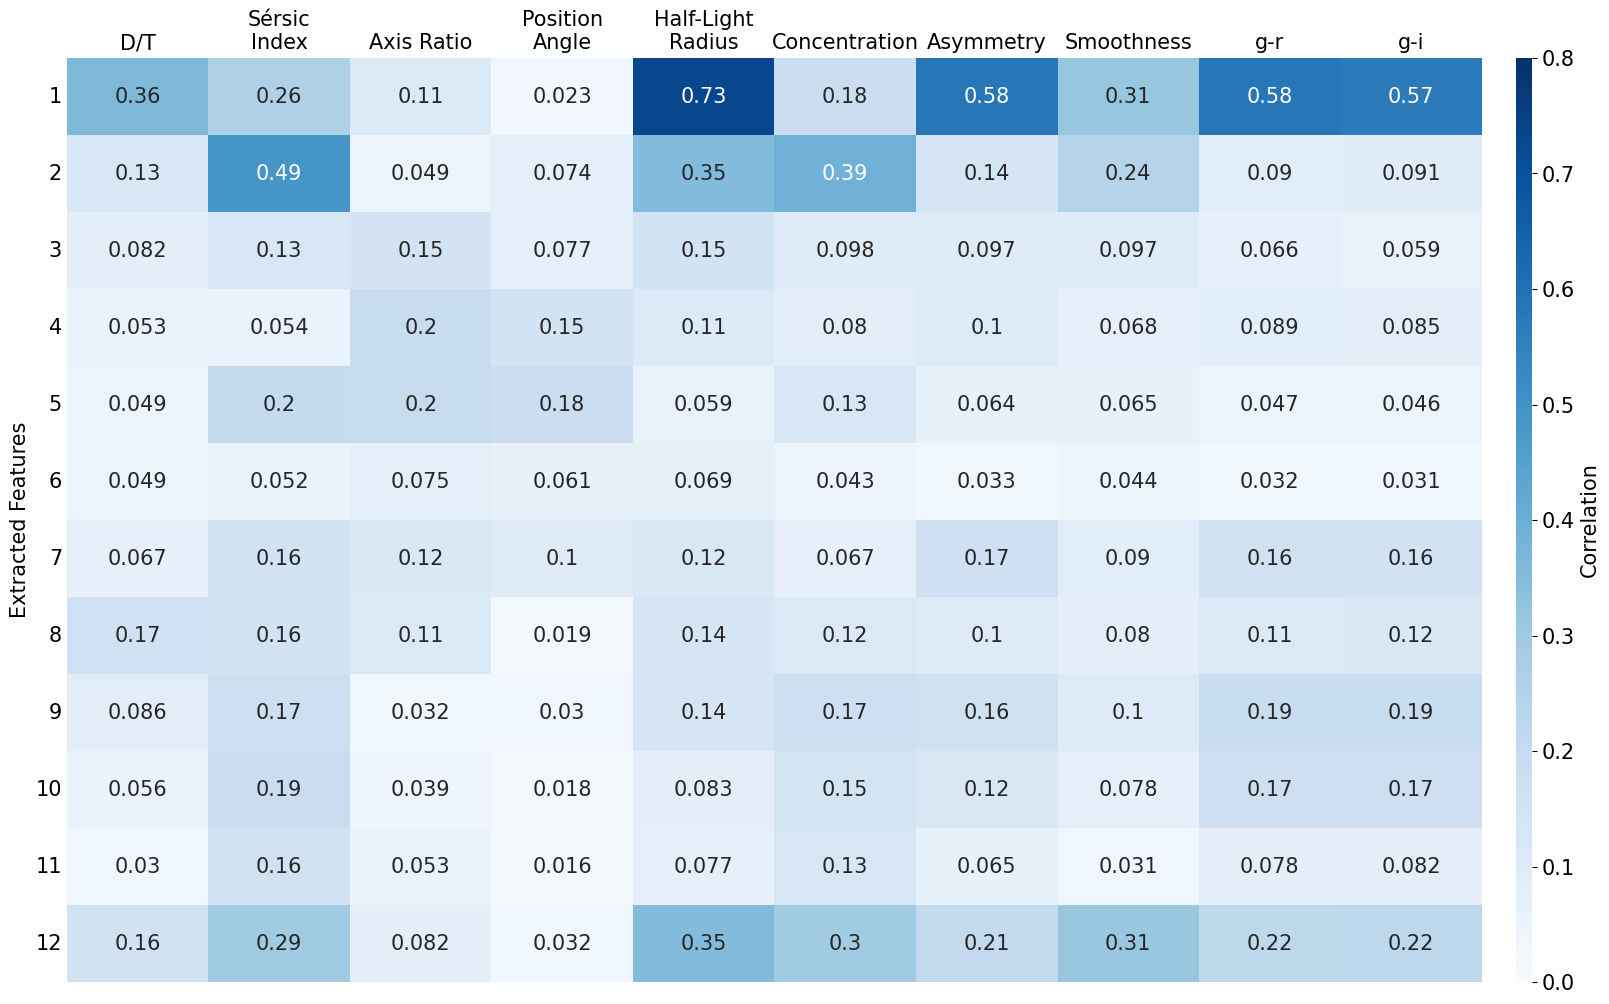 Sérsic Position Half-Light
D/T Index Axis Ratio Angle Radius Concentration Asymmetry Smoothness g-r g-i
1 0.36 0.26 0.11 0.023 0.73 0.18 0.58 0.31 0.58 0.57
2 0.13 0.49 0.049 0.074 0.35 0.39 0.14 0.24 0.09 0.091
3 0.082 0.13 0.15 0.077 0.15 0.098 0.097 0.097 0.066 0.059
4 0.053 0.054 0.2 0.15 0.11 0.08 0.1 0.068 0.089 0.085
5 0.049 0.2 0.2 0.18 0.059 0.13 0.064 0.065 0.047 0.046
6 0.049 0.052 0.075 0.061 0.069 0.043 0.033 0.044 0.032 0.031
7 0.067 0.16 0.12 0.1 0.12 0.067 0.17 0.09 0.16 0.16
8 0.17 0.16 0.11 0.019 0.14 0.12 0.1 0.08 0.11 0.12
9 0.086 0.17 0.032 0.03 0.14 0.17 0.16 0.1 0.19 0.19
10 0.056 0.19 0.039 0.018 0.083 0.15 0.12 0.078 0.17 0.17
11 0.03 0.16 0.053 0.016 0.077 0.13 0.065 0.031 0.078 0.082
12 0.16 0.29 0.082 0.032 0.35 0.3 0.21 0.31 0.22 0.22
Extracted Features
0.8
0.7
0.6
0.5
0.4
0.3
0.2
0.1
0.0
Correlation